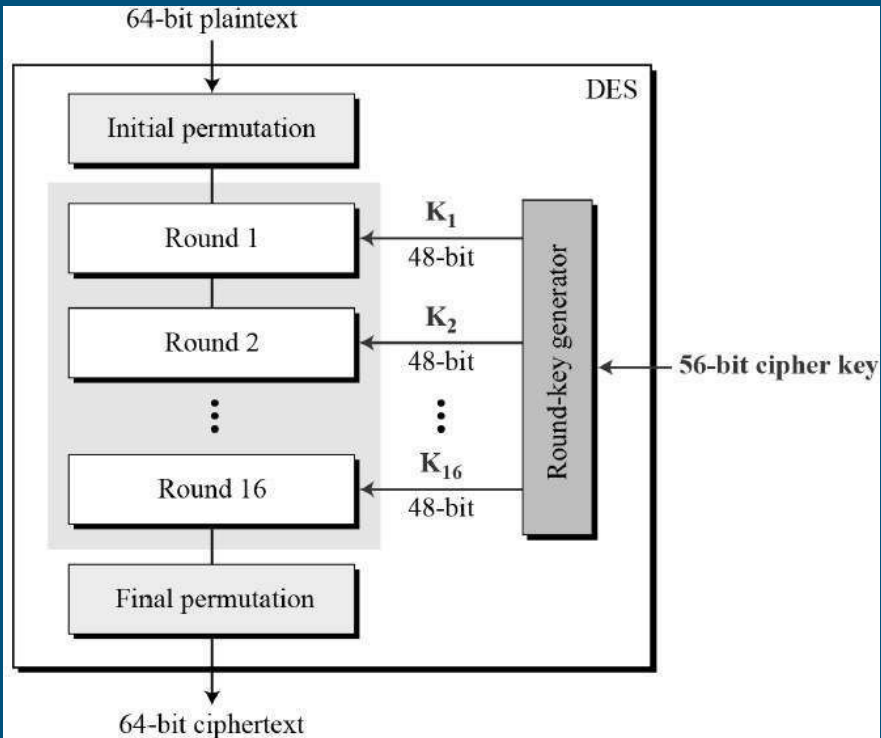 64-bit plaintext
DES
Initial permutation
Round 1
K₁
48-bit
Round 2
K₂
48-bit
Round-key generator
56-bit cipher key
Round 16
K₁₆
48-bit
Final permutation
64-bit ciphertext